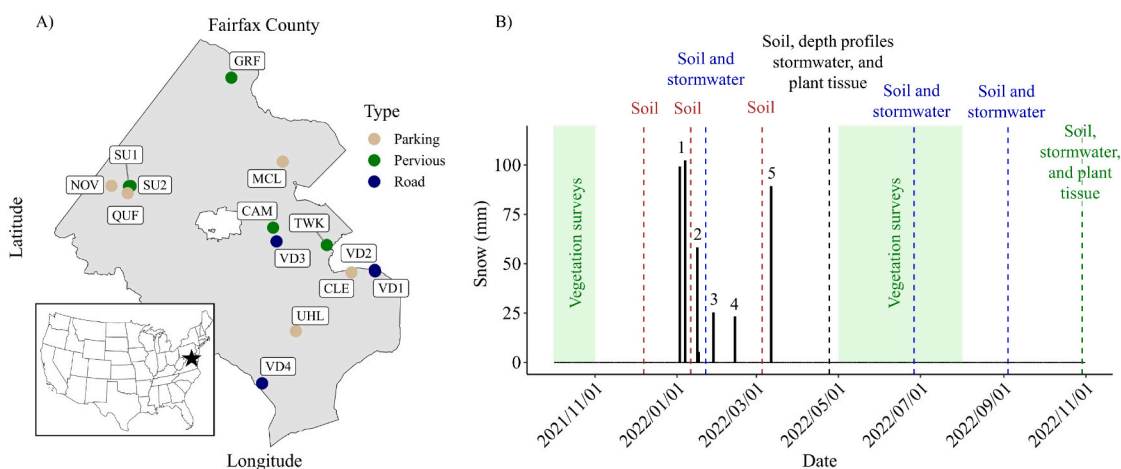 A)
Fairfax County
GRF
Type
Parking
Pervious
Road
SU1
NOV
SU2
MCL
QUF
CAM
TWK
VD2
VD3
CLE
VD1
UHL
VD4
Latitude
Longitude
B)
Soil, depth profiles
stormwater, and
plant tissue
Soil and
stormwater
Soil
Soil
Soil
Soil and
stormwater
Soil and
stormwater
Soil,
stormwater,
and plant
tissue
Vegetation surveys
Vegetation surveys
1
2
3
4
5
Snow (mm)
100
75
50
25
0
2021/11/01
2022/01/01
2022/03/01
2022/05/01
2022/07/01
2022/09/01
2022/11/01
Date